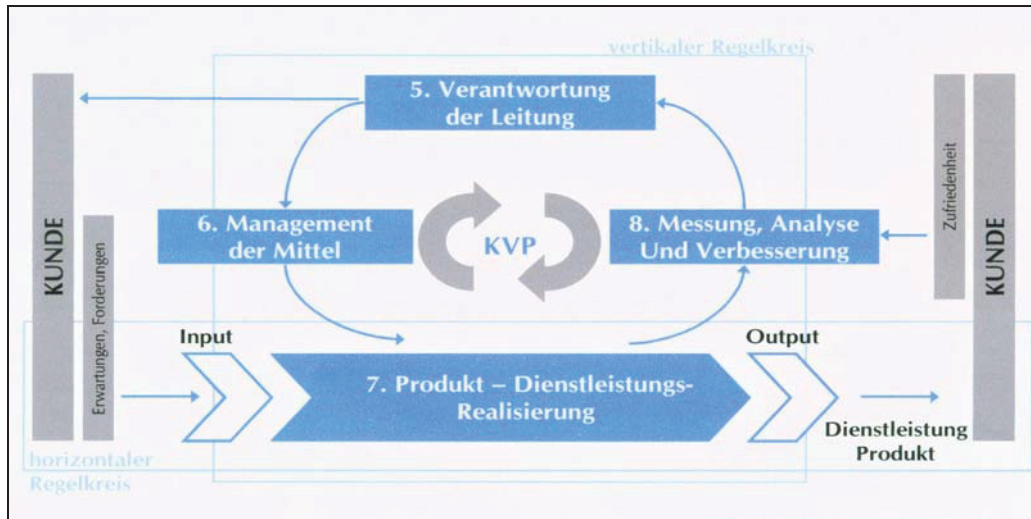 vertikaler Regelkreis
5. Verantwortung
der Leitung
KUNDE
Erwartungen, Forderungen
6. Management
der Mittel
KVP
8. Messung, Analyse
Und Verbesserung
Zufriedenheit
KUNDE
Input
Output
7. Produkt – Dienstleistungs-
Realisierung
Dienstleistung
Produkt
horizontaler
Regelkreis